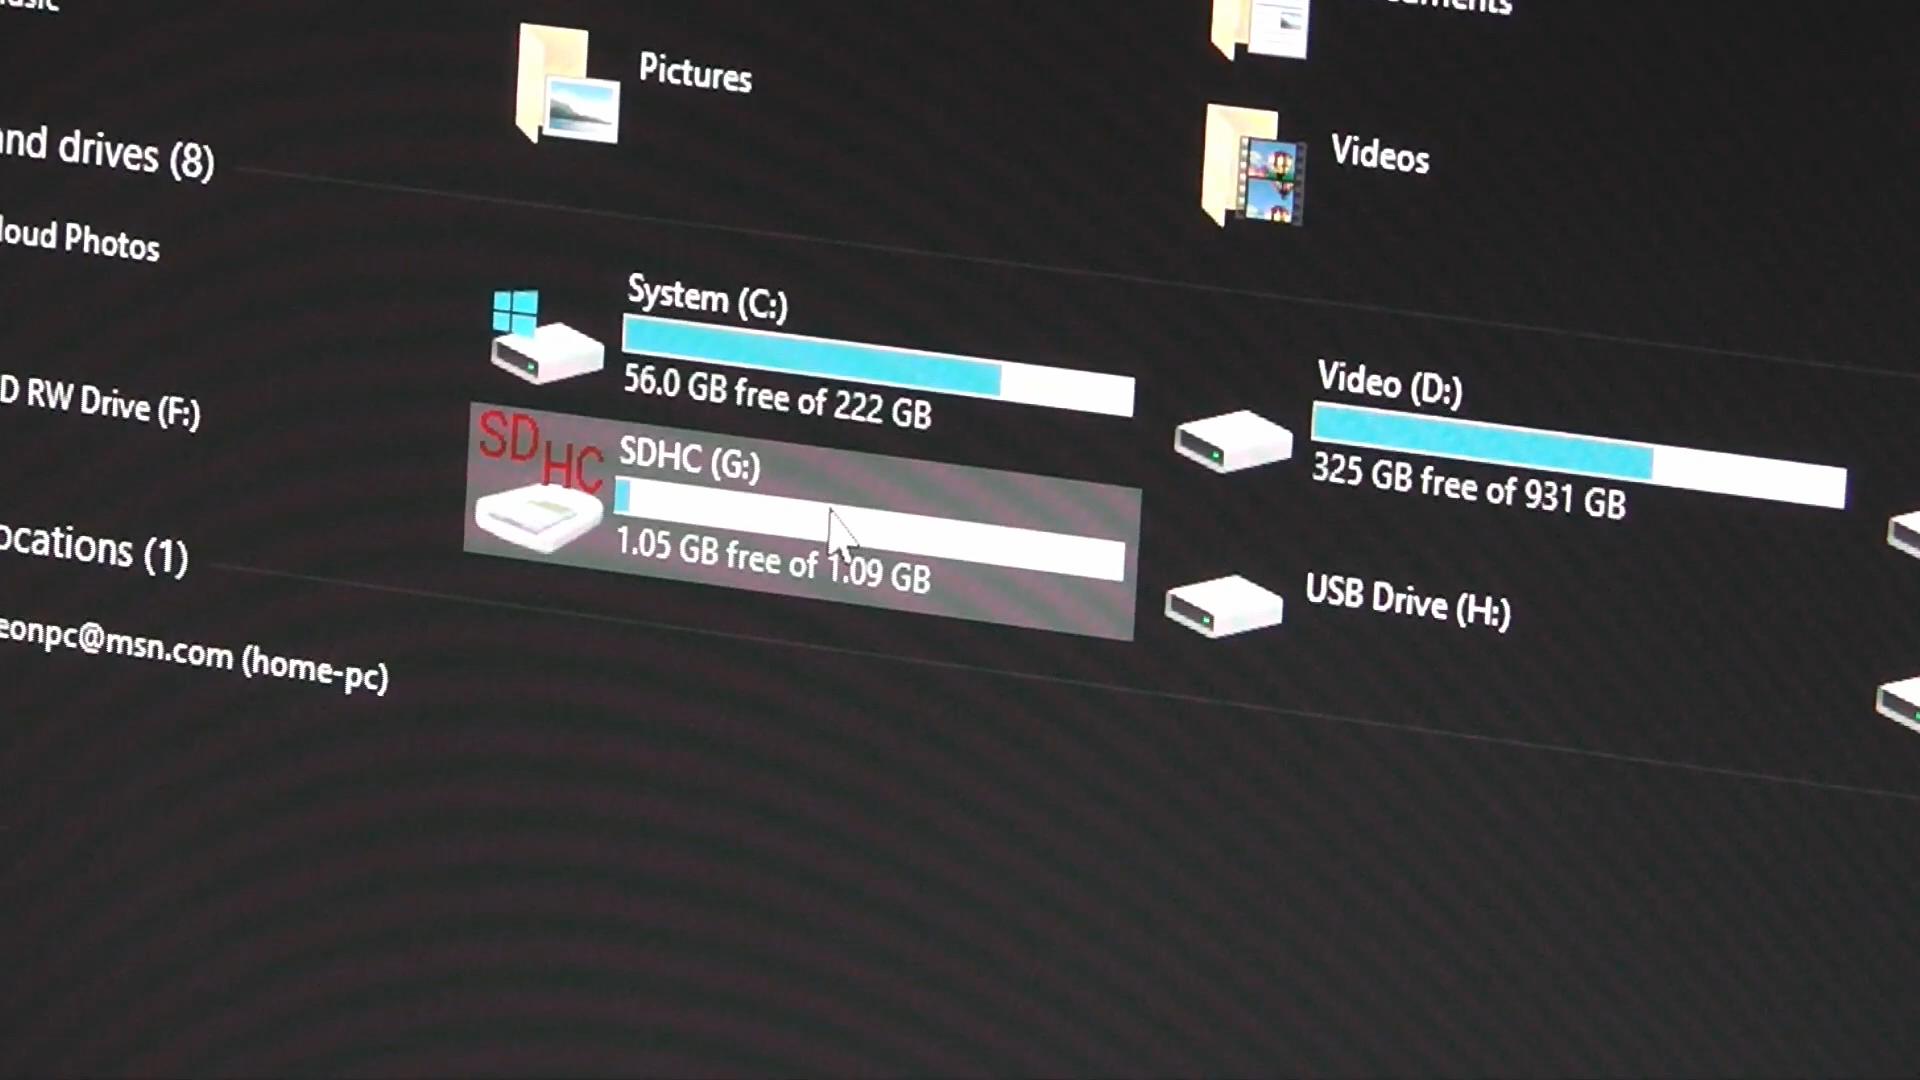 Pictures
Videos
and drives (8)
loud Photos
System (C:)
56.0 GB free of 222 GB
Video (D:)
325 GB free of 931 GB
D RW Drive (F:)
SDHC
SDHC (G:)
1.05 GB free of 1.09 GB
USB Drive (H:)
ocations (1)
eonpc@msn.com (home-pc)